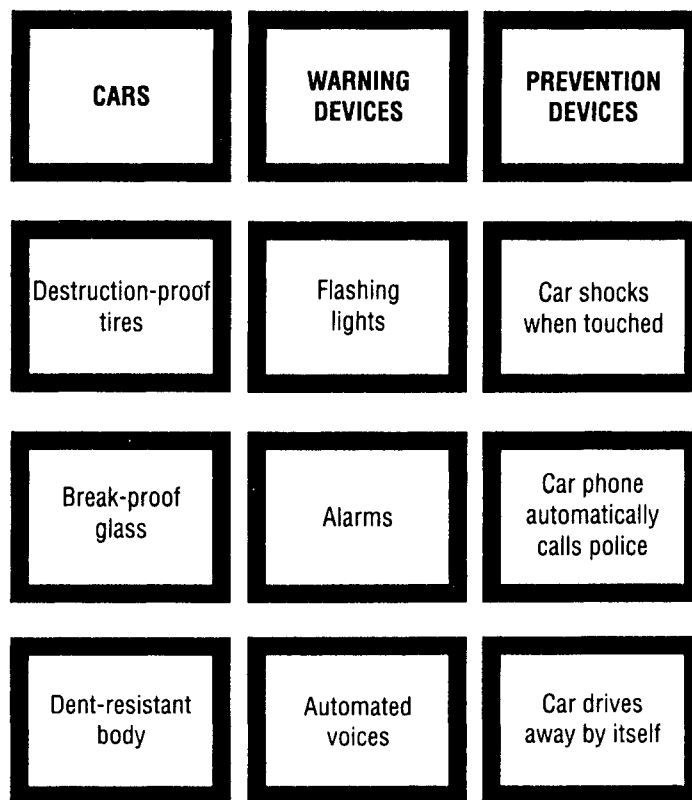 CARS
WARNING
DEVICES
PREVENTION
DEVICES
Destruction-proof
tires
Flashing
lights
Car shocks
when touched
Break-proof
glass
Alarms
Car phone
automatically
calls police
Dent-resistant
body
Automated
voices
Car drives
away by itself